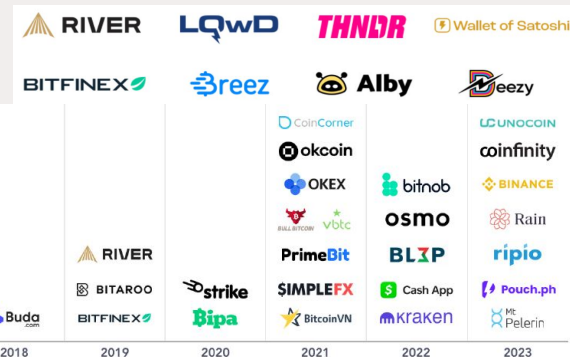 RIVER LQWD THNDR Wallet of Satoshi
BITFINEX Breez Alby Deezy
CoinCorner UNOCOIN
okcoin coinfinity
OKEX bitnob BINANCE
BULL BITCOIN vbtc osmo Rain
RIVER PrimeBit BL3P ripio
BITAROO strike SIMPLEFX Cash App Pouch.ph
Buda.com BITFINEX Bipa BitcoinVN kraken Mt Pelerin
2018 2019 2020 2021 2022 2023